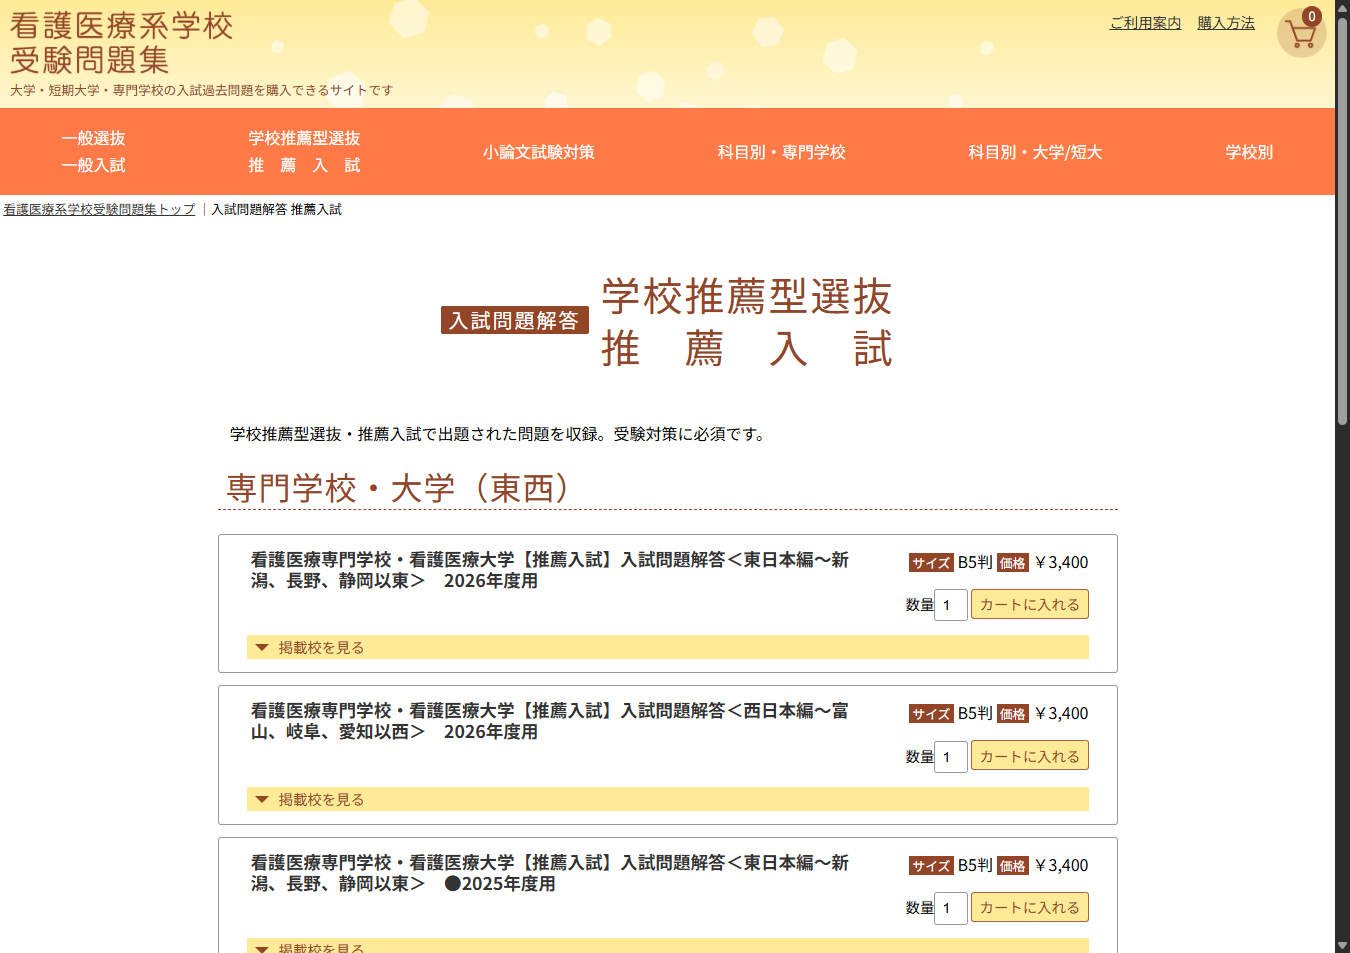 看護医療系学校
受験問題集
大学・短期大学・専門学校の入試過去問題を購入できるサイトです
ご利用案内 購入方法 0
一般選抜
一般入試
学校推薦型選抜
推 薦 入 試
小論文試験対策
科目別・専門学校
科目別・大学/短大
学校別
看護医療系学校受験問題集トップ | 入試問題解答 推薦入試
入試問題解答
学校推薦型選抜
推 薦 入 試
学校推薦型選抜・推薦入試で出題された問題を収録。受験対策に必須です。
専門学校・大学（東西）
看護医療専門学校・看護医療大学【推薦入試】入試問題解答＜東日本編～新
潟、長野、静岡以東＞ 2026年度用
サイズ B5判 価格 ￥3,400
数量 1 カートに入れる
掲載校を見る
看護医療専門学校・看護医療大学【推薦入試】入試問題解答＜西日本編～富
山、岐阜、愛知以西＞ 2026年度用
サイズ B5判 価格 ￥3,400
数量 1 カートに入れる
掲載校を見る
看護医療専門学校・看護医療大学【推薦入試】入試問題解答＜東日本編～新
潟、長野、静岡以東＞ ●2025年度用
サイズ B5判 価格 ￥3,400
数量 1 カートに入れる
掲載校を見る